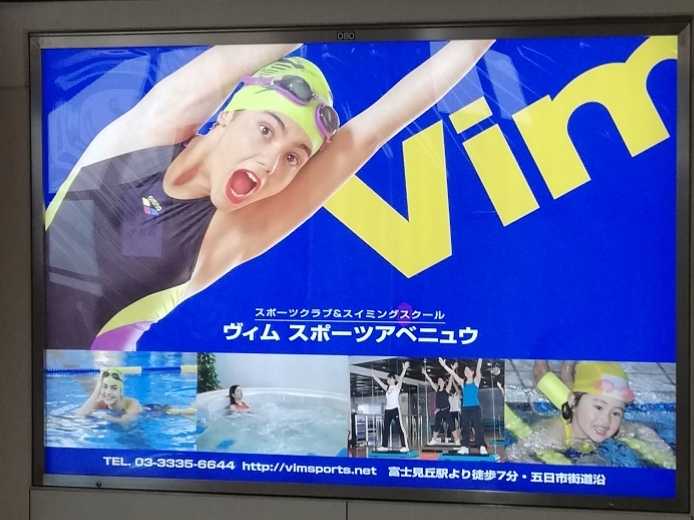 OBO
Vim
スポーツクラブ&スイミングスクール
ヴィム スポーツアベニュウ
TEL. 03-3335-6644 http://vimsports.net 富士見丘駅より徒歩7分・五日市街道沿